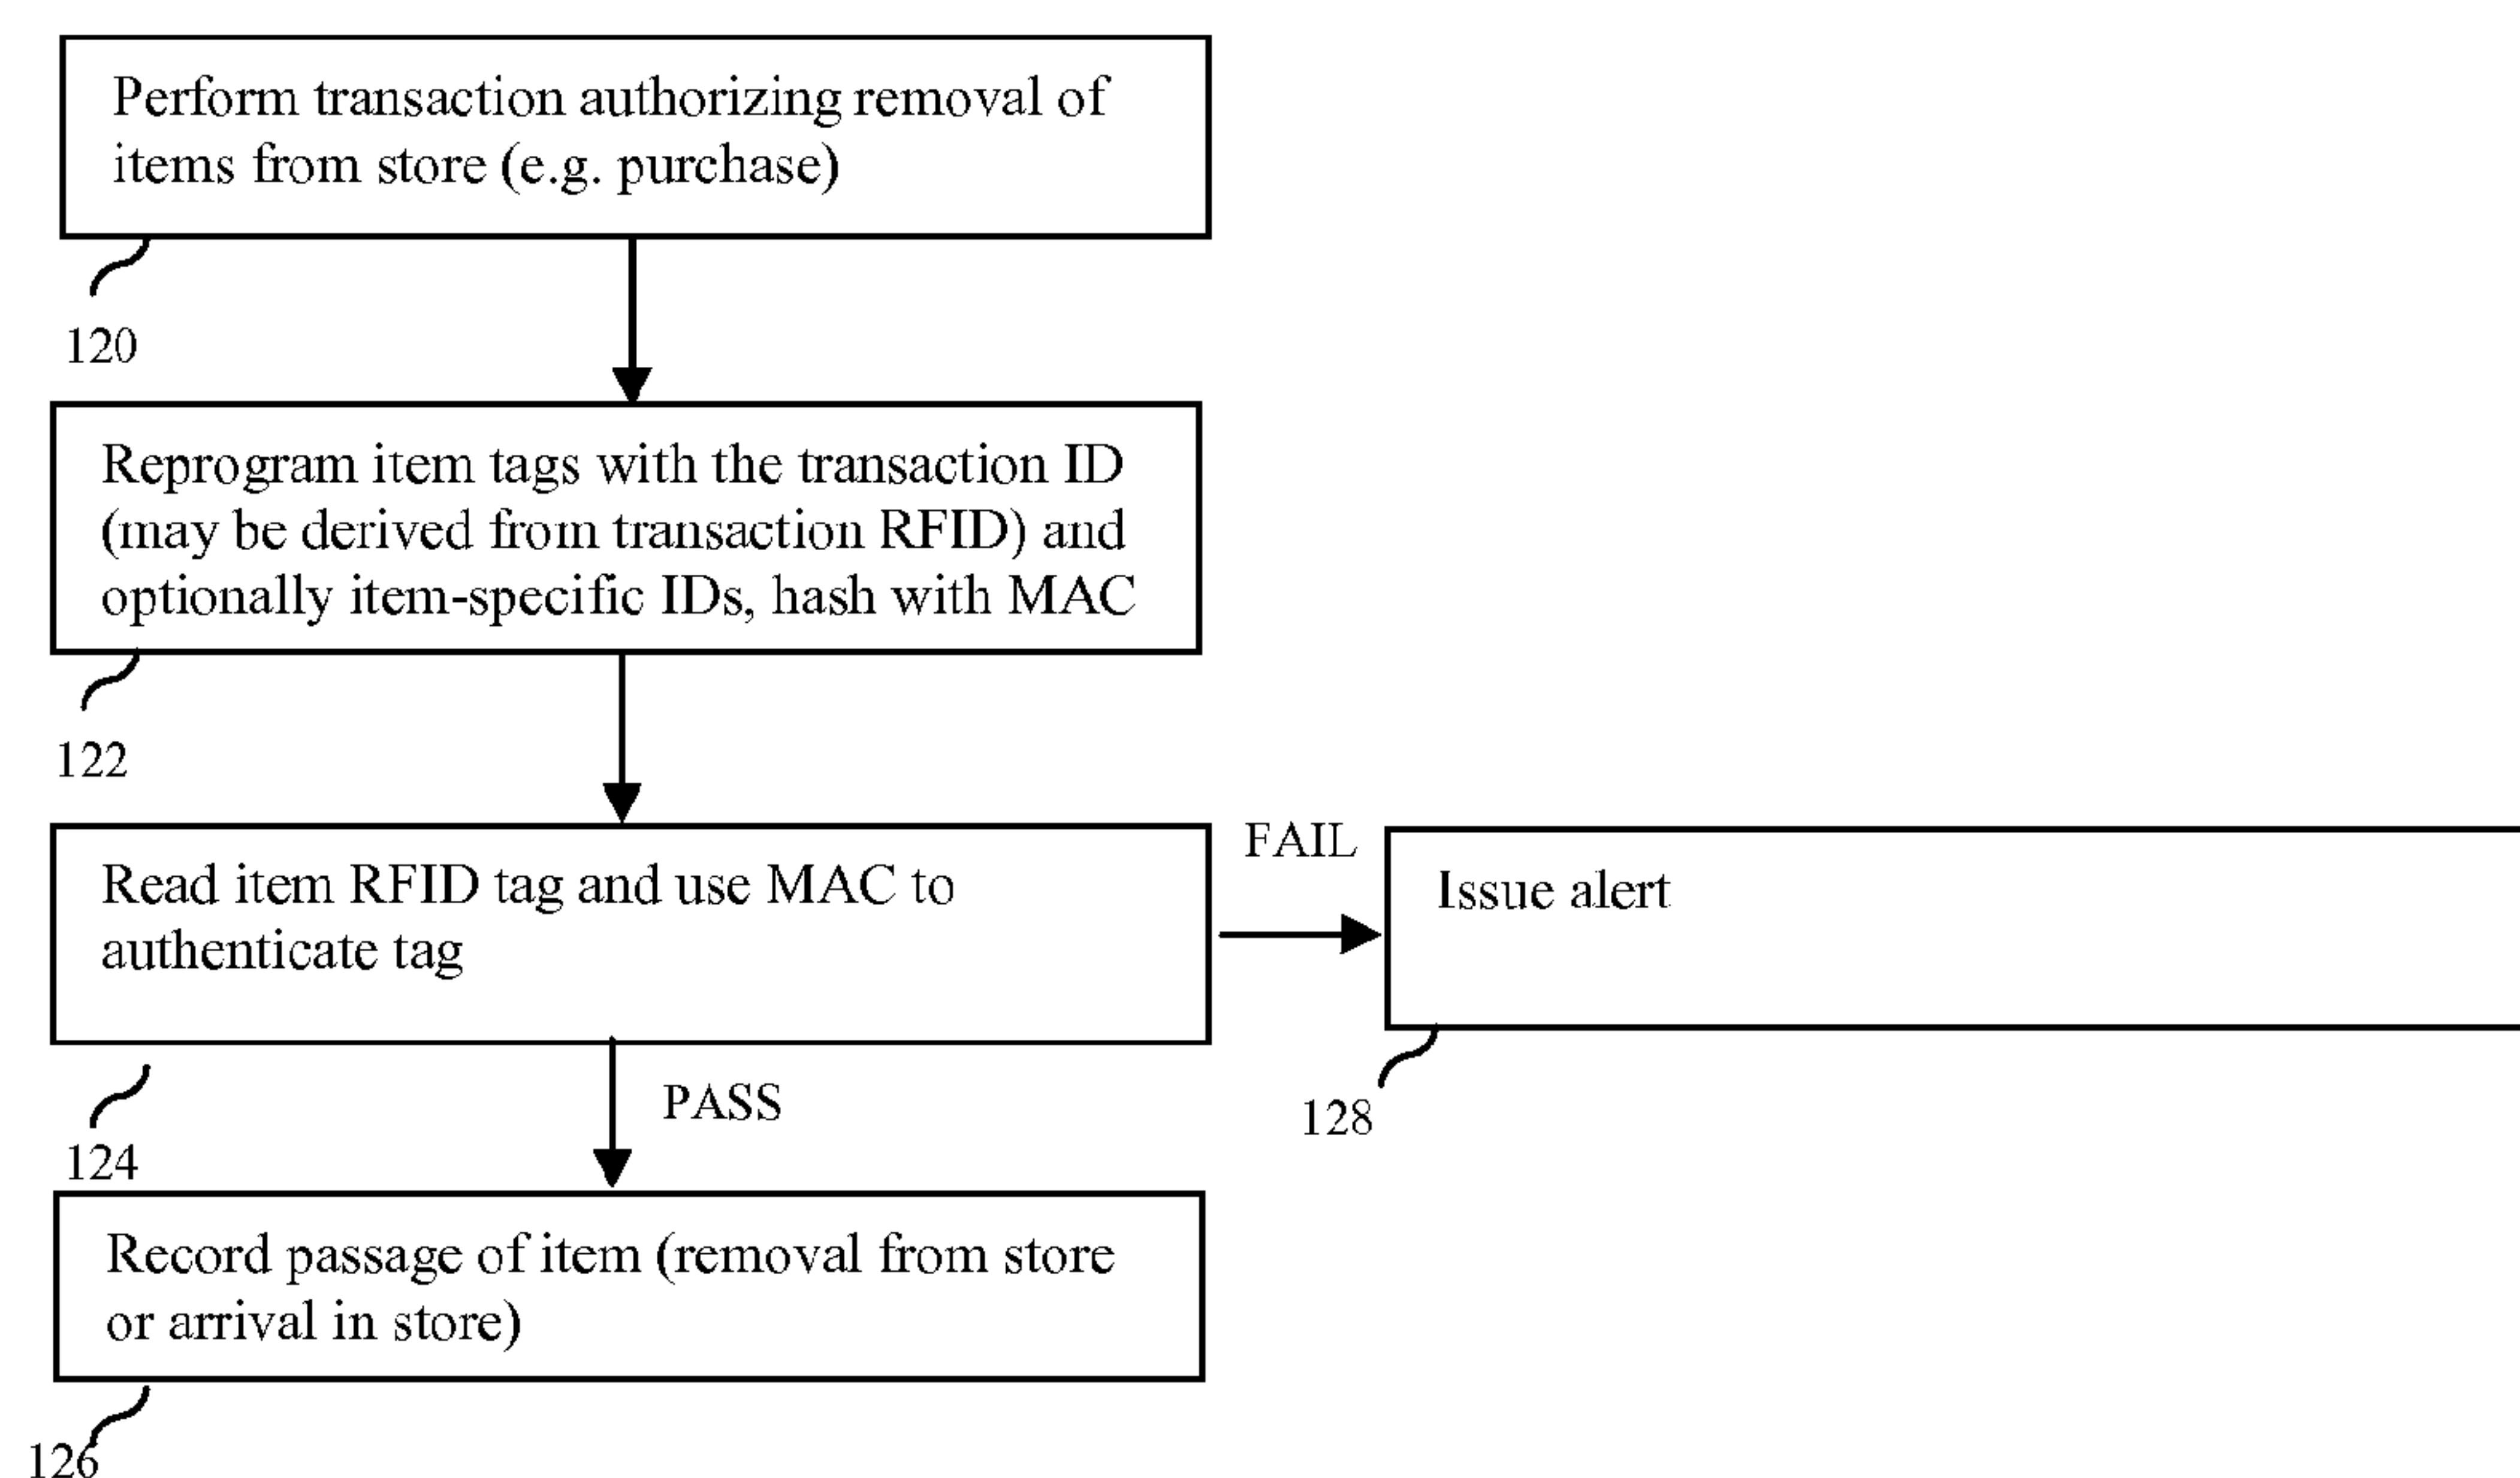 Perform transaction authorizing removal of
items from store (e.g. purchase)
120
Reprogram item tags with the transaction ID
(may be derived from transaction RFID) and
optionally item-specific IDs, hash with MAC
122
Read item RFID tag and use MAC to
authenticate tag
FAIL
Issue alert
128
124
PASS
Record passage of item (removal from store
or arrival in store)
126